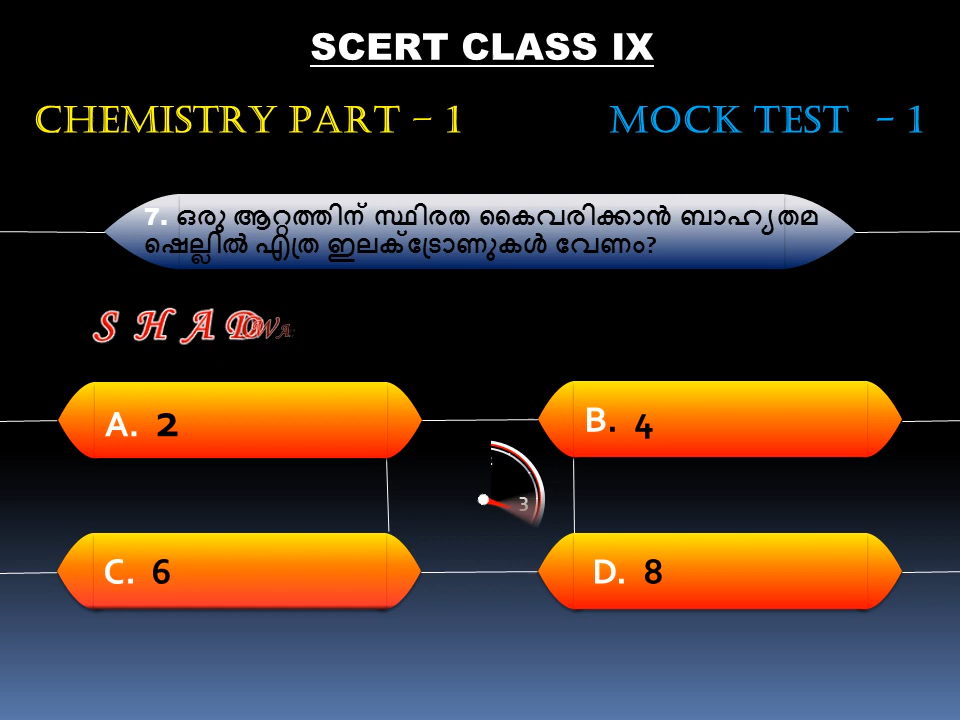 SCERT CLASS IX
CHEMISTRY PART – 1 MOCK TEST – 1
7. ഒരു ആറ്റത്തിന് സ്ഥിരത കൈവരിക്കാൻ ബാഹ്യതമ
ഷെല്ലിൽ എത്ര ഇലക്ട്രോണുകൾ വേണം?
S H A D
A. 2 B. 4
3
C. 6 D. 8